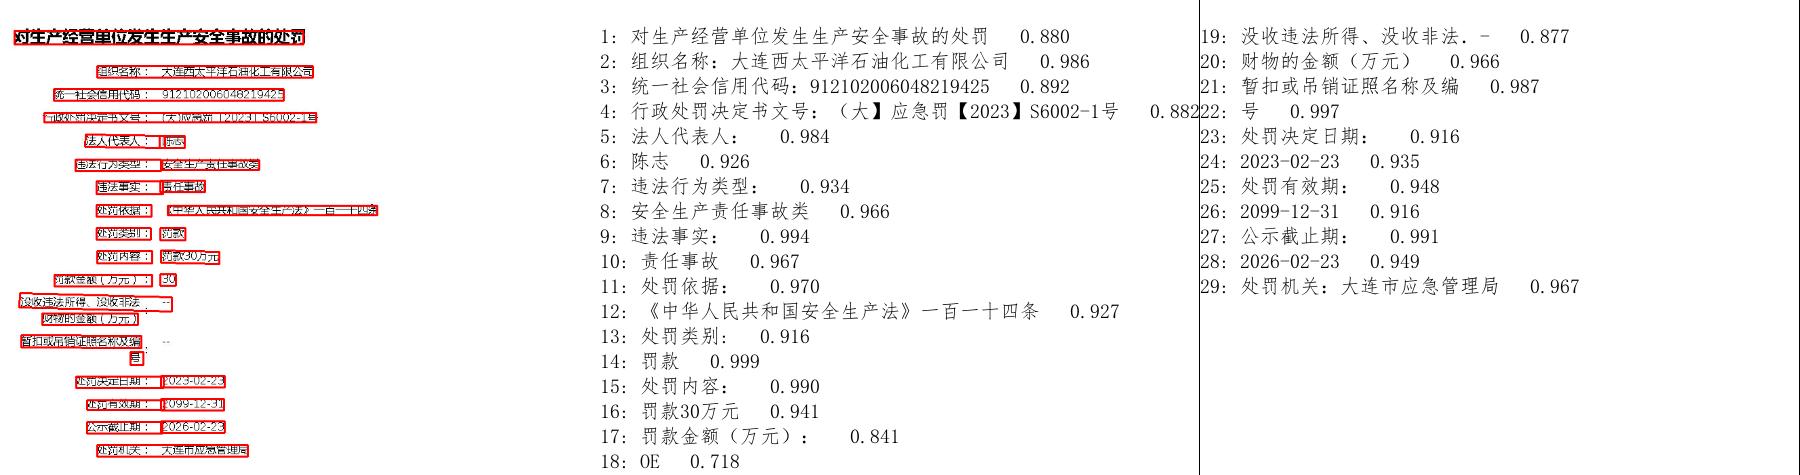 对生产经营单位发生生产安全事故的处罚
组织名称： 大连西太平洋石油化工有限公司
统一社会信用代码： 912102006048219425
行政处罚决定书文号： (大)应急罚【2023】S6002-1号
法人代表人： 陈志
违法行为类型： 安全生产责任事故类
违法事实： 责任事故
处罚依据： 《中华人民共和国安全生产法》一百一十四条
处罚类别： 罚款
处罚内容： 罚款30万元
罚款金额（万元）： 30
没收违法所得、没收非法 --
财物的金额（万元）：
暂扣或吊销证照名称及编 --
号：
处罚决定日期： 2023-02-23
处罚有效期： 2099-12-31
公示截止期： 2026-02-23
处罚机关： 大连市应急管理局
1: 对生产经营单位发生生产安全事故的处罚 0.880
2: 组织名称: 大连西太平洋石油化工有限公司 0.986
3: 统一社会信用代码: 912102006048219425 0.892
4: 行政处罚决定书文号: （大】应急罚【2023】S6002-1号 0.882
5: 法人代表人: 0.984
6: 陈志 0.926
7: 违法行为类型: 0.934
8: 安全生产责任事故类 0.966
9: 违法事实: 0.994
10: 责任事故 0.967
11: 处罚依据: 0.970
12: 《中华人民共和国安全生产法》一百一十四条 0.927
13: 处罚类别: 0.916
14: 罚款 0.999
15: 处罚内容: 0.990
16: 罚款30万元 0.941
17: 罚款金额（万元）: 0.841
18: OE 0.718
19: 没收违法所得、没收非法. - 0.877
20: 财物的金额（万元） 0.966
21: 暂扣或吊销证照名称及编 0.987
22: 号 0.997
23: 处罚决定日期: 0.916
24: 2023-02-23 0.935
25: 处罚有效期: 0.948
26: 2099-12-31 0.916
27: 公示截止期: 0.991
28: 2026-02-23 0.949
29: 处罚机关: 大连市应急管理局 0.967